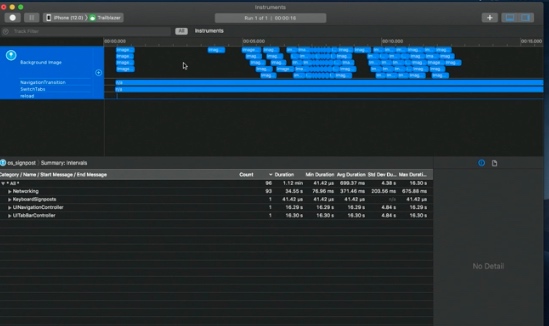 Instruments
iPhone (12.0) Trailblazer
Run 1 of 1 | 00:00:16
Track Filter
All
Instruments
00:00.000
00:05.000
00:10.000
00:15.000
Background Image
NavigationTransition
SwitchTabs
reload
os_signpost Summary: Intervals
Category / Name / Start Message / End Message Count Duration Min Duration Avg Duration Std Dev Du... Max Durati...
* All * 96 1.12 min 41.42 µs 699.37 ms 4.38 s 16.30 s
Networking 93 34.55 s 76.96 ms 371.46 ms 203.56 ms 675.88 ms
KeyboardSignposts 1 41.42 µs 41.42 µs 41.42 µs n/a 41.42 µs
UINavigationController 1 16.29 s 16.29 s 16.29 s 4.84 s 16.29 s
UITabBarController 1 16.30 s 16.30 s 16.30 s 4.84 s 16.30 s
No Detail